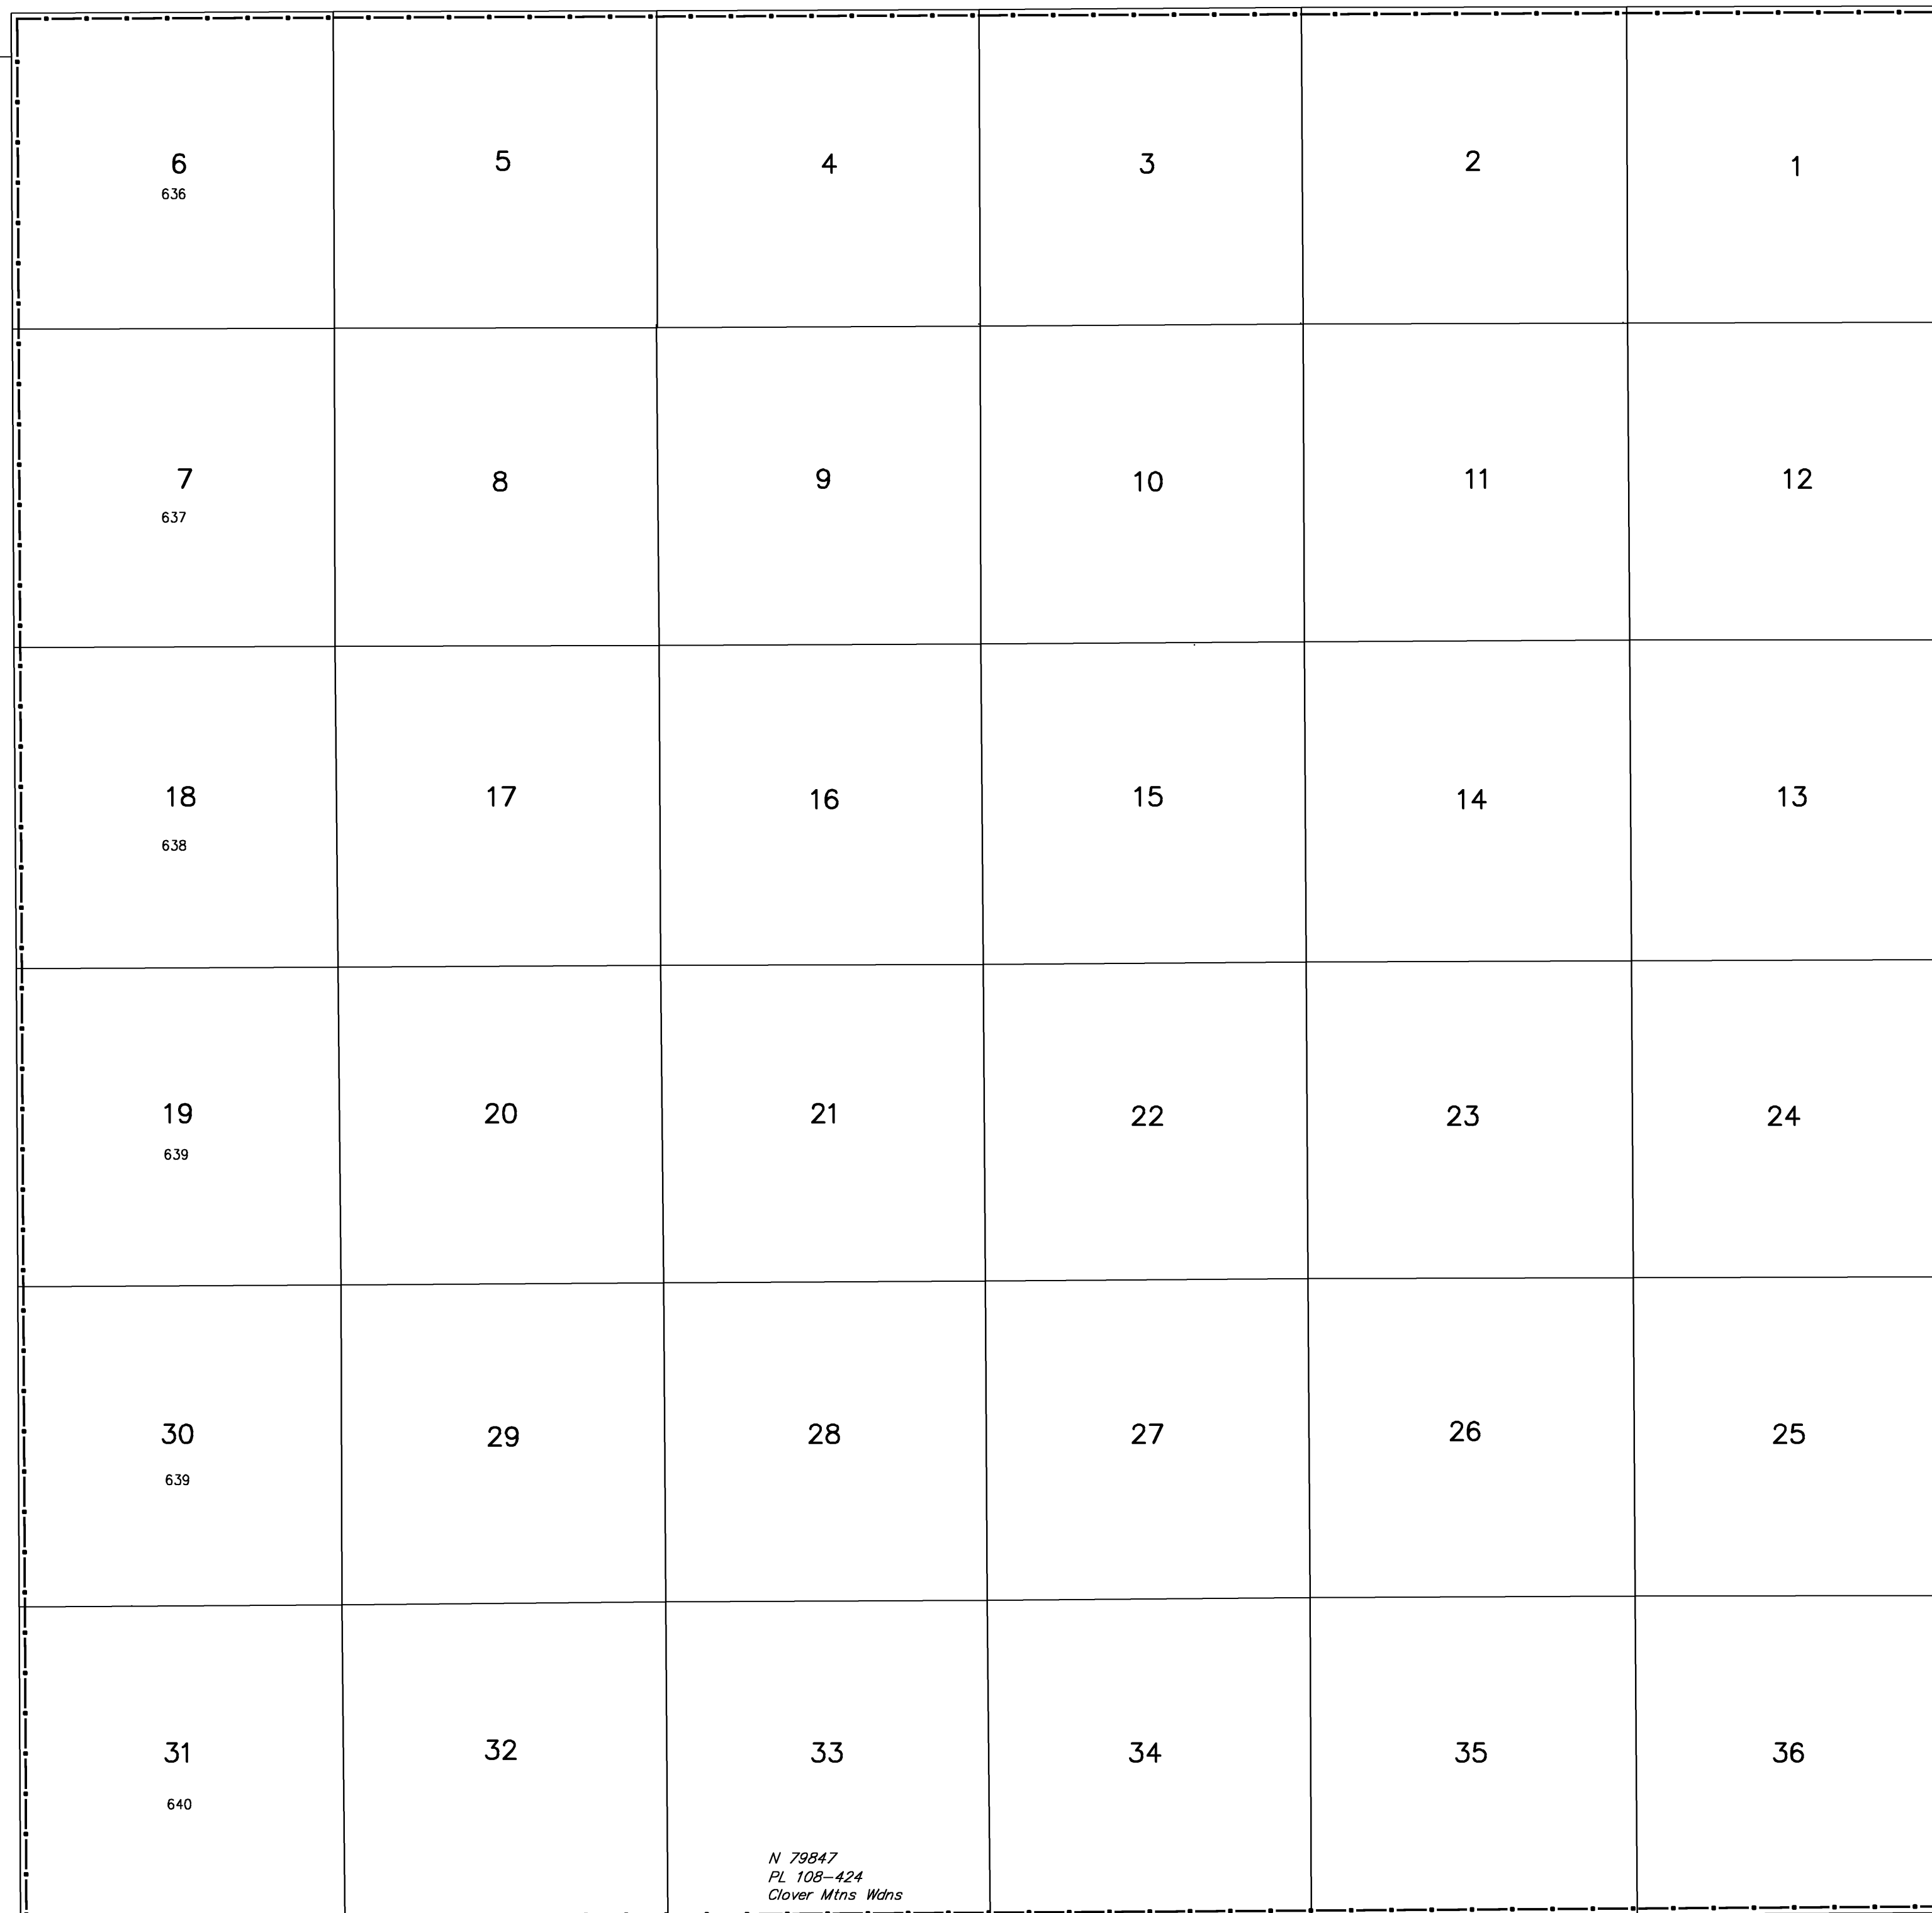 6 5 4 3 2 1
636
7 8 9 10 11 12
637
18 17 16 15 14 13
638
19 20 21 22 23 24
639
30 29 28 27 26 25
639
31 32 33 34 35 36
640
N 79847
PL 108-424
Clover Mtns Wdns